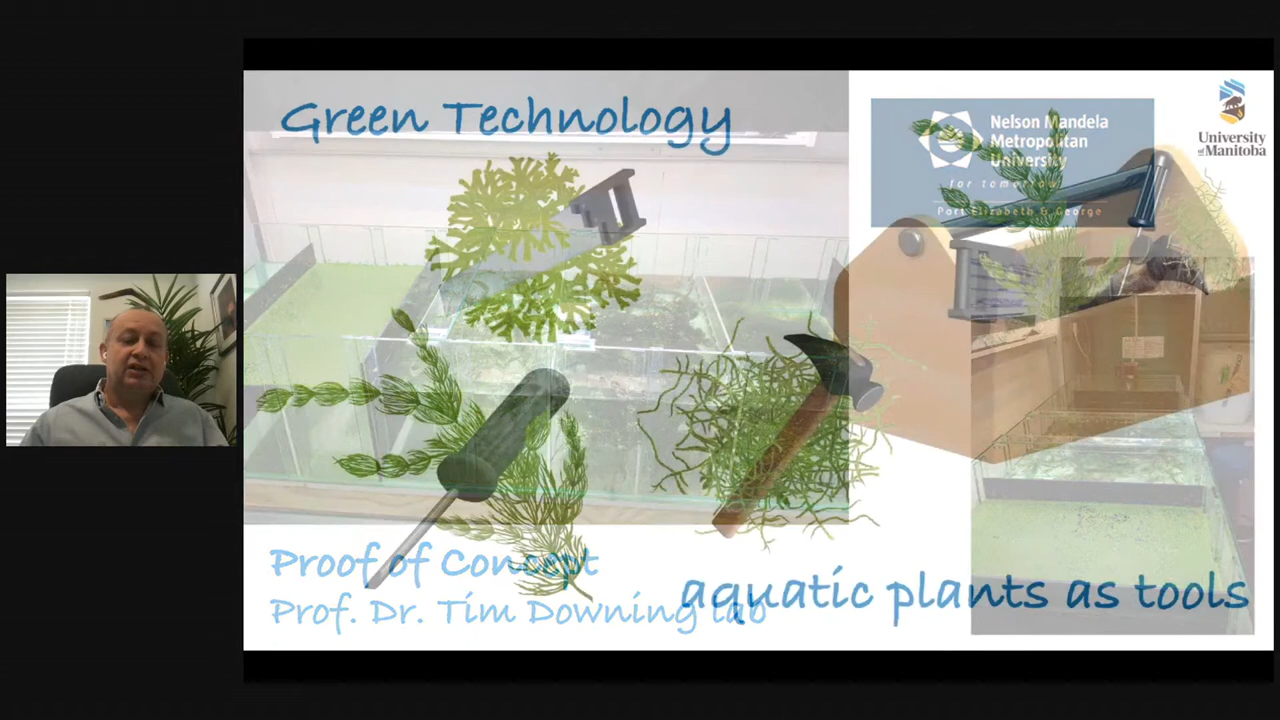 Green Technology
Nelson Mandela
Metropolitan
University
for tomorrow
Port Elizabeth & George
University
of Manitoba
Proof of Concept
Prof. Dr. Tim Downing lab
aquatic plants as tools